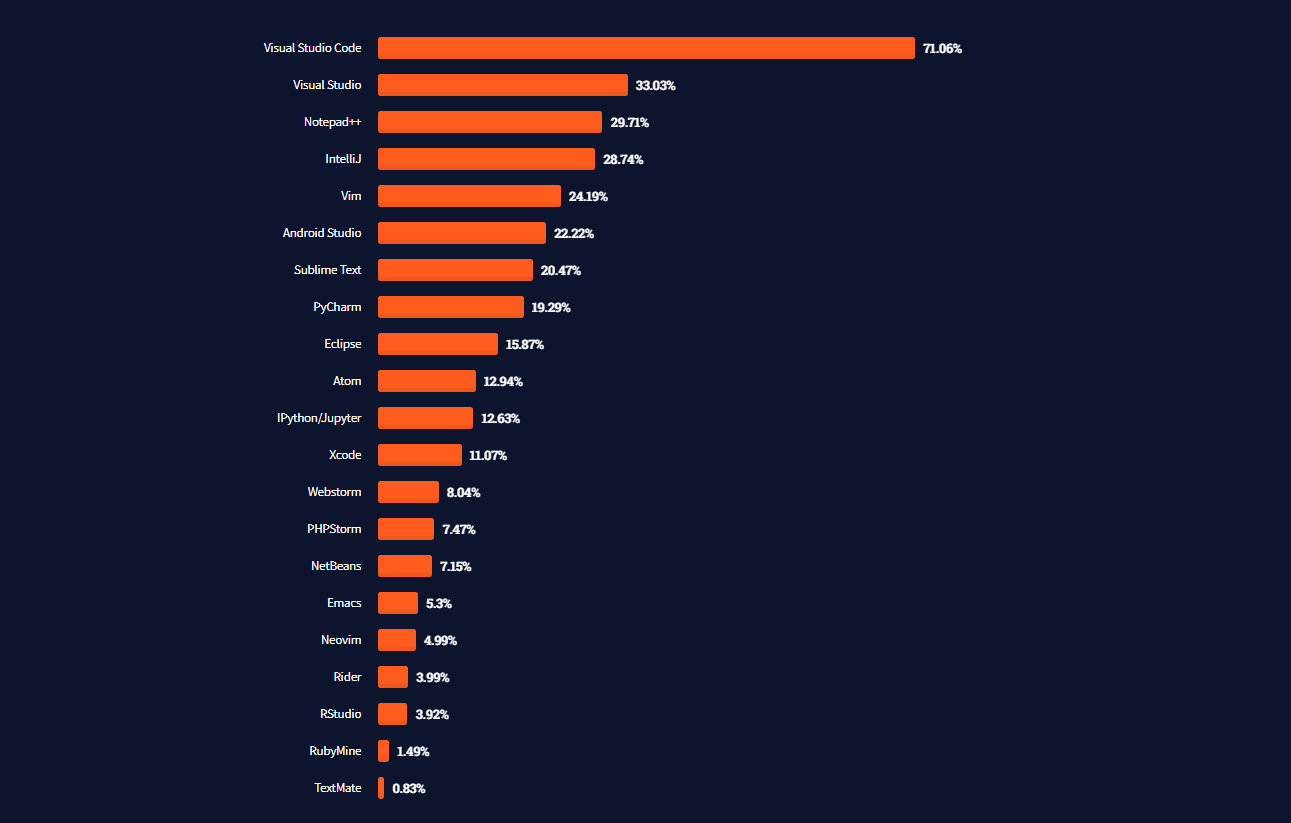 Visual Studio Code 71.06%
Visual Studio 33.03%
Notepad++ 29.71%
IntelliJ 28.74%
Vim 24.19%
Android Studio 22.22%
Sublime Text 20.47%
PyCharm 19.29%
Eclipse 15.87%
Atom 12.94%
IPython/Jupyter 12.63%
Xcode 11.07%
Webstorm 8.04%
PHPStorm 7.47%
NetBeans 7.15%
Emacs 5.3%
Neovim 4.99%
Rider 3.99%
RStudio 3.92%
RubyMine 1.49%
TextMate 0.83%